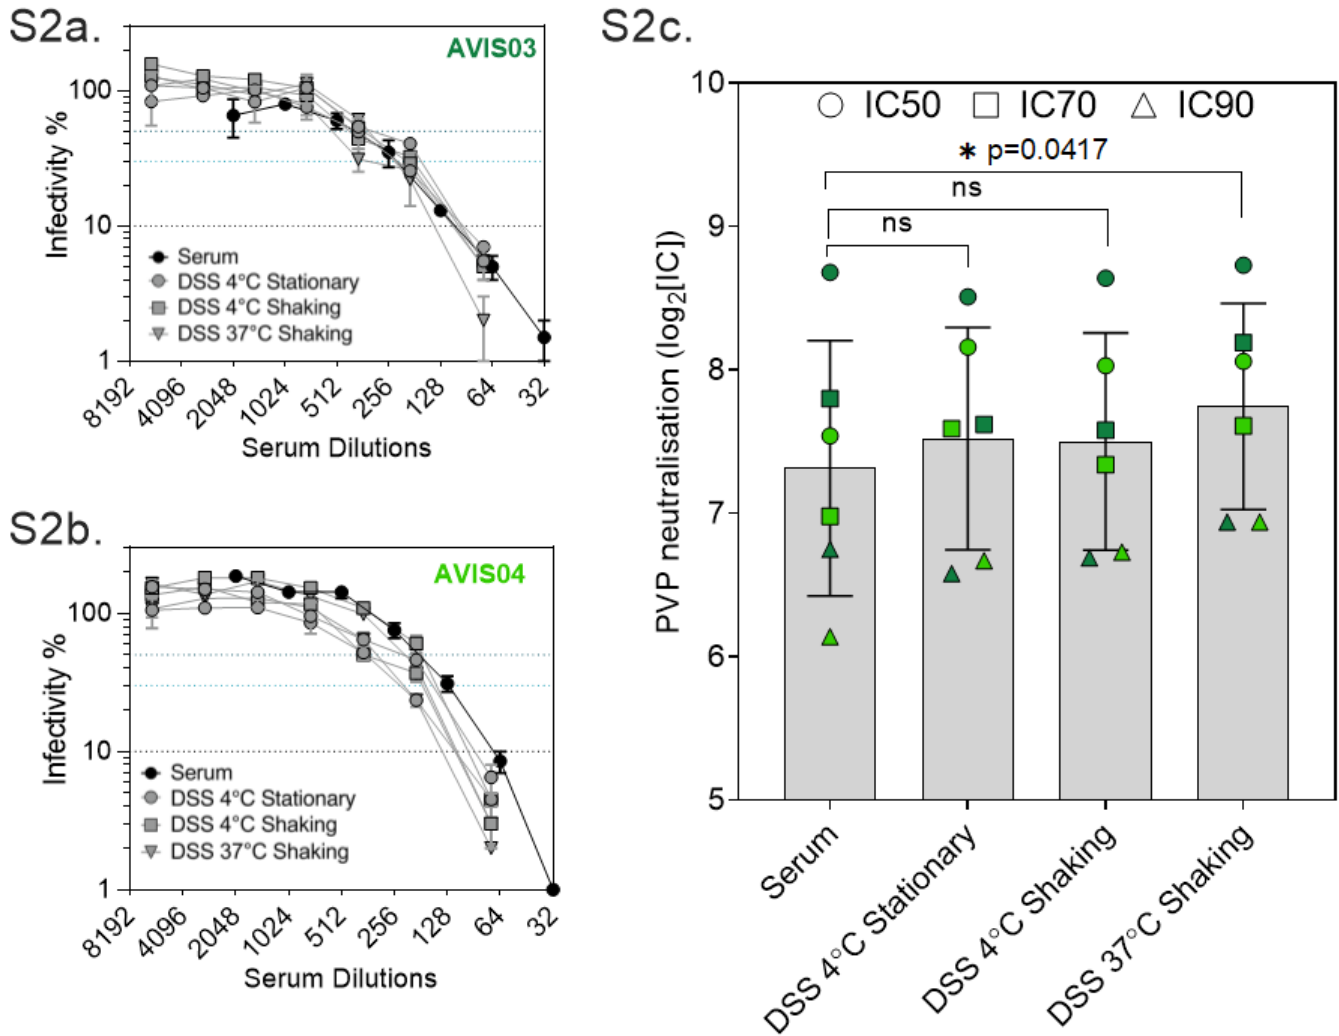 S2a.
AVIS03
Infectivity %
100
10
1
Serum
DSS 4°C Stationary
DSS 4°C Shaking
DSS 37°C Shaking
8192 4096 2048 1024 512 256 128 64 32
Serum Dilutions
S2b.
AVIS04
Infectivity %
100
10
1
Serum
DSS 4°C Stationary
DSS 4°C Shaking
DSS 37°C Shaking
8192 4096 2048 1024 512 256 128 64 32
Serum Dilutions
S2c.
IC50 IC70 IC90
* p=0.0417
ns
ns
PVP neutralisation (log₂[IC])
10
9
8
7
6
5
Serum
DSS 4°C Stationary
DSS 4°C Shaking
DSS 37°C Shaking